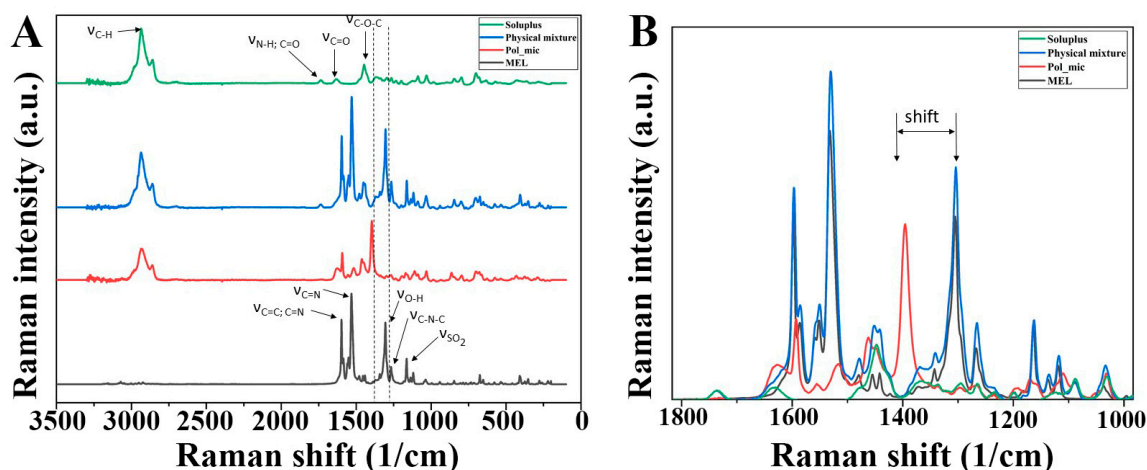 A
Raman intensity (a.u.)
νC-H
νN-H; C=O
νC=O
νC-O-C
Soluplus
Physical mixture
Pol_mic
MEL
νC=C; C=N
νC=N
νO-H
νC-N-C
νSO2
3500 3000 2500 2000 1500 1000 500 0
Raman shift (1/cm)
B
Raman intensity (a.u.)
Soluplus
Physical mixture
Pol_mic
MEL
shift
1800 1600 1400 1200 1000
Raman shift (1/cm)